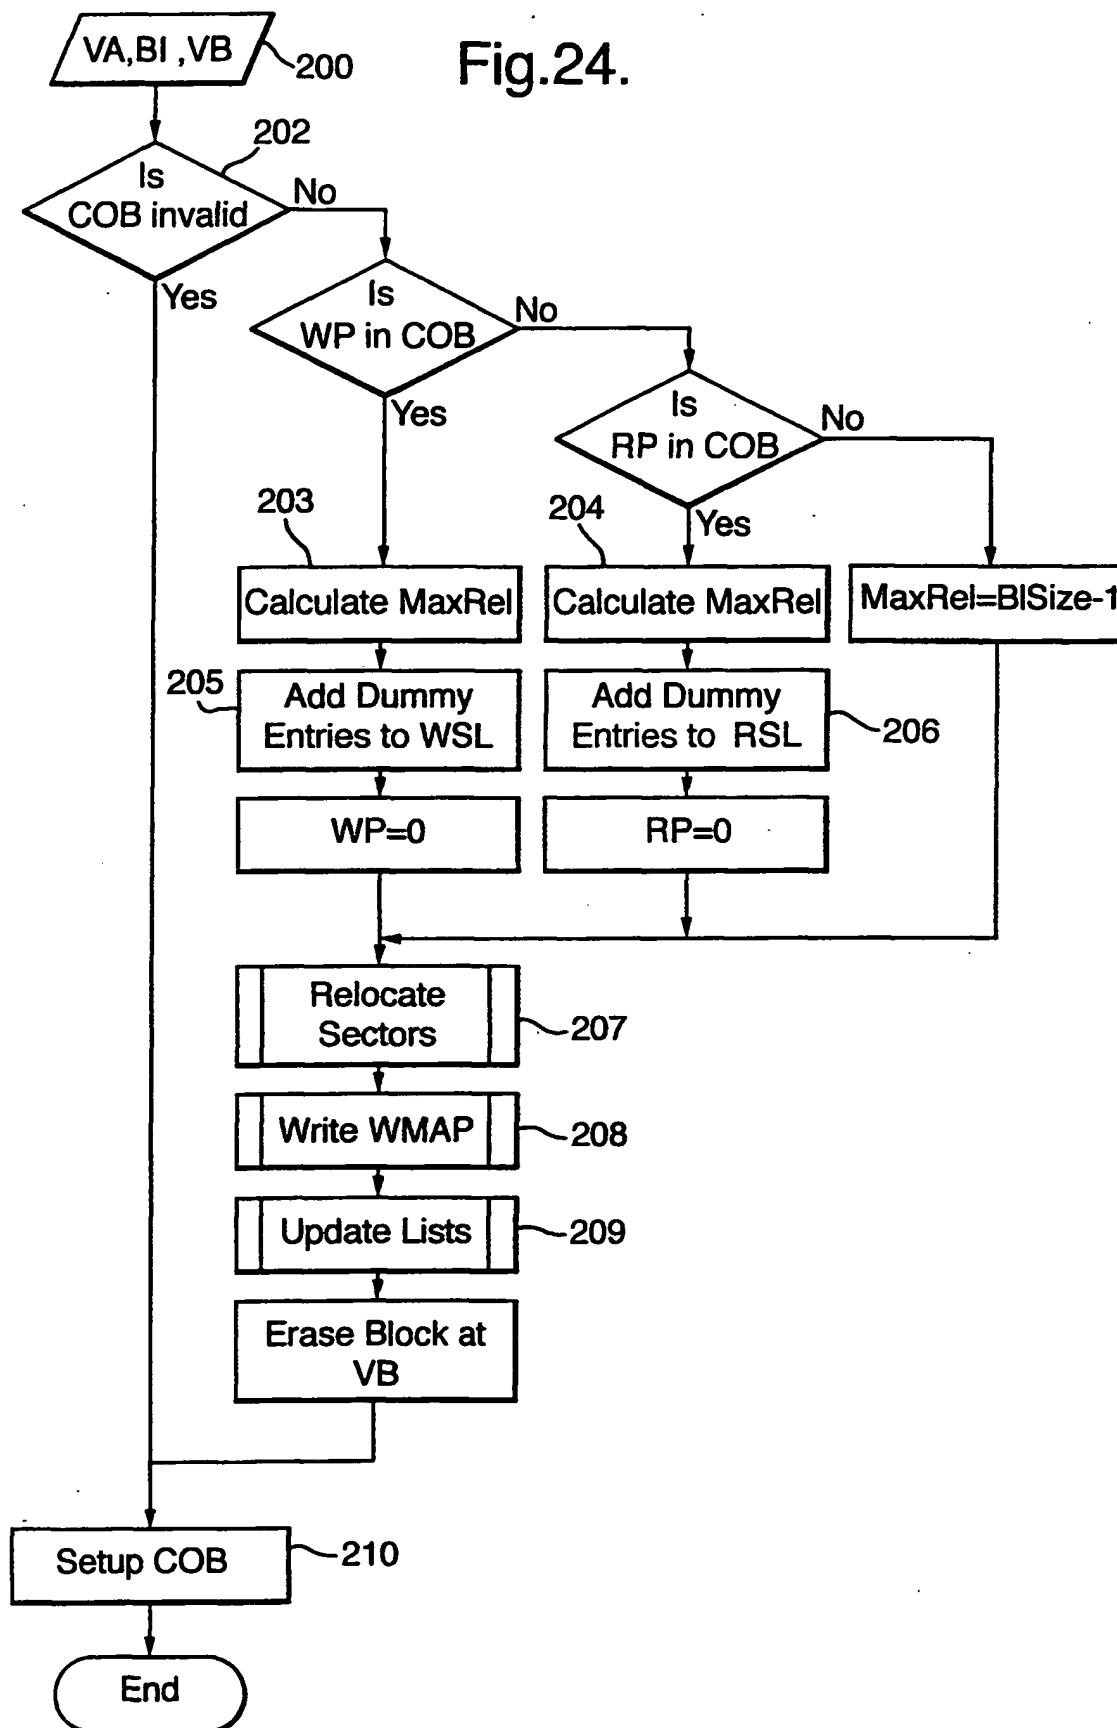 VA,BI ,VB
200
Fig.24.
202
Is
COB invalid
No
Yes
Is
WP in COB
No
Yes
Is
RP in COB
No
Yes
203
204
Calculate MaxRel
Calculate MaxRel
MaxRel=BISize-1
205
Add Dummy
Entries to WSL
Add Dummy
Entries to RSL
206
WP=0
RP=0
Relocate
Sectors
207
Write WMAP
208
Update Lists
209
Erase Block at
VB
Setup COB
210
End